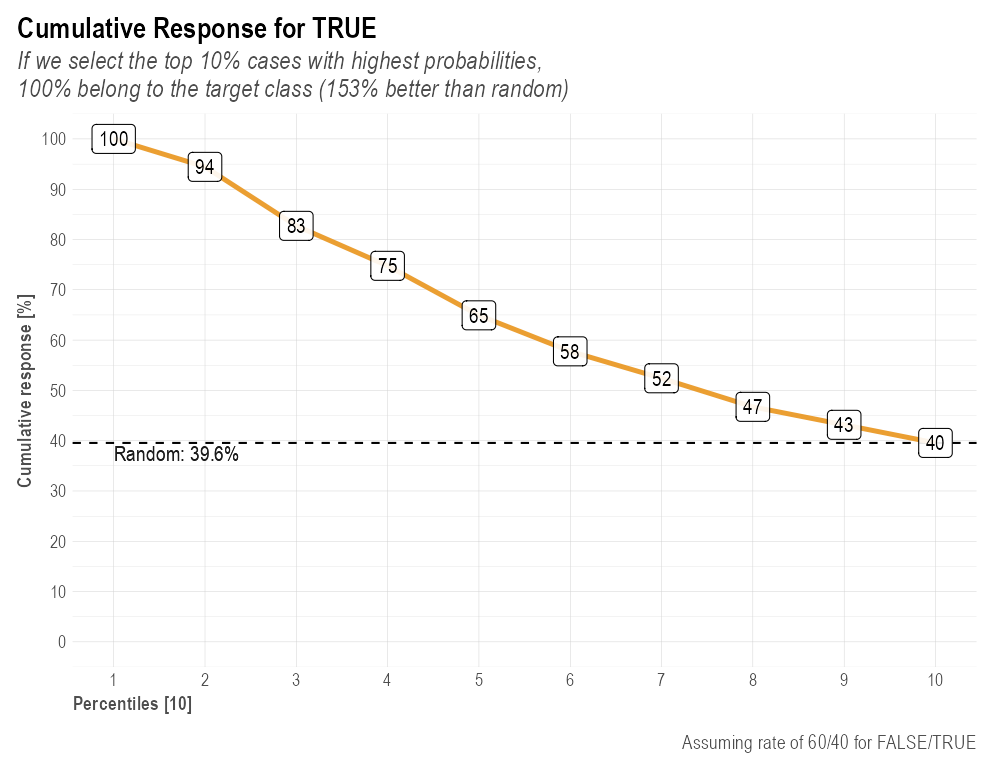 Cumulative Response for TRUE
If we select the top 10% cases with highest probabilities,
100% belong to the target class (153% better than random)
Cumulative response [%]
100
90
80
70
60
50
40
30
20
10
0
100
94
83
75
65
58
52
47
43
40
Random: 39.6%
1 2 3 4 5 6 7 8 9 10
Percentiles [10]
Assuming rate of 60/40 for FALSE/TRUE